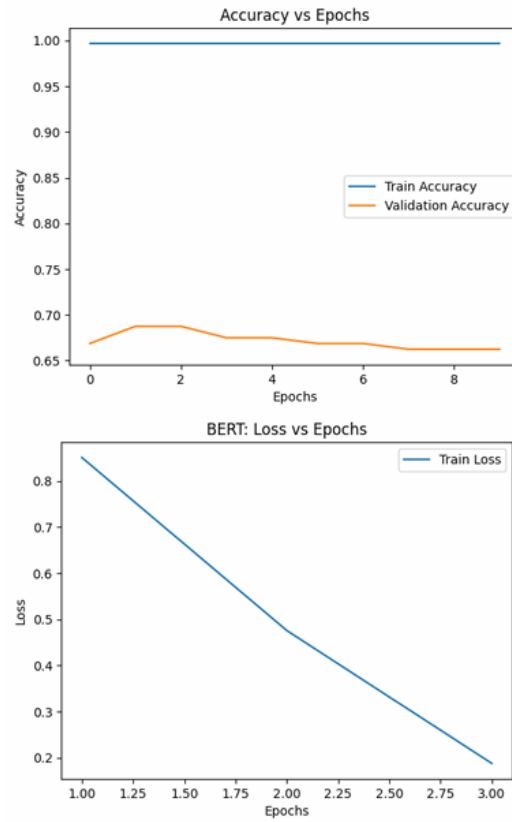 Accuracy vs Epochs
1.00
0.95
0.90
0.85
0.80
0.75
0.70
0.65
Accuracy
Train Accuracy
Validation Accuracy
0 2 4 6 8
Epochs
BERT: Loss vs Epochs
Train Loss
0.8
0.7
0.6
0.5
0.4
0.3
0.2
Loss
1.00 1.25 1.50 1.75 2.00 2.25 2.50 2.75 3.00
Epochs